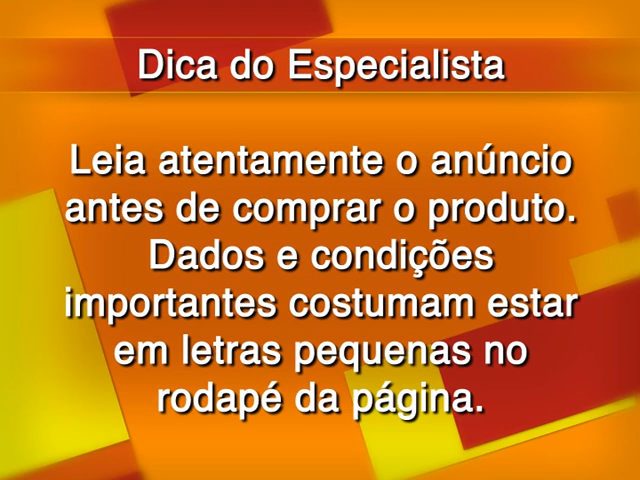 Dica do Especialista
Leia atentamente o anúncio
antes de comprar o produto.
Dados e condições
importantes costumam estar
em letras pequenas no
rodapé da página.